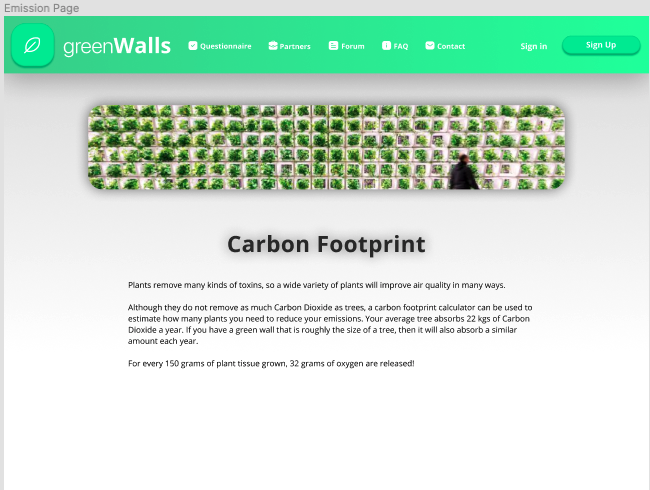 Emission Page
greenWalls
Questionnaire
Partners
Forum
FAQ
Contact
Sign in
Sign Up
Carbon Footprint
Plants remove many kinds of toxins, so a wide variety of plants will improve air quality in many ways.
Although they do not remove as much Carbon Dioxide as trees, a carbon footprint calculator can be used to
estimate how many plants you need to reduce your emissions. Your average tree absorbs 22 kgs of Carbon
Dioxide a year. If you have a green wall that is roughly the size of a tree, then it will also absorb a similar
amount each year.
For every 150 grams of plant tissue grown, 32 grams of oxygen are released!